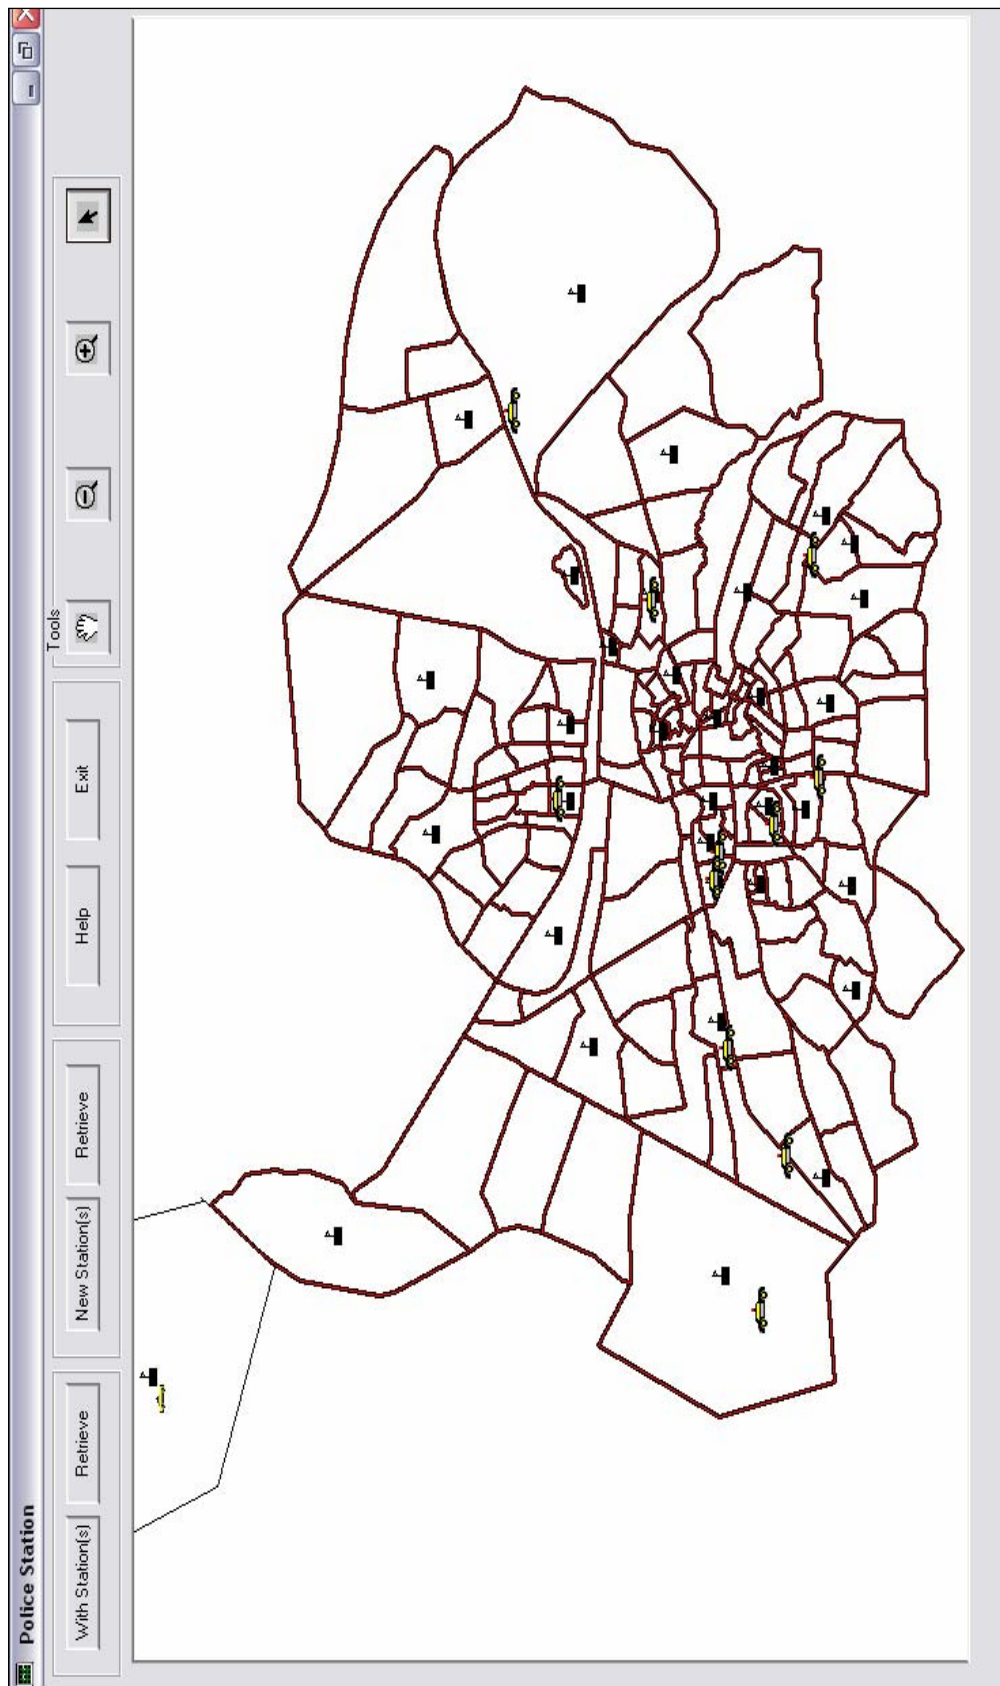 Police Station
With Station(s)
Retrieve
New Station(s)
Retrieve
Help
Exit
Tools